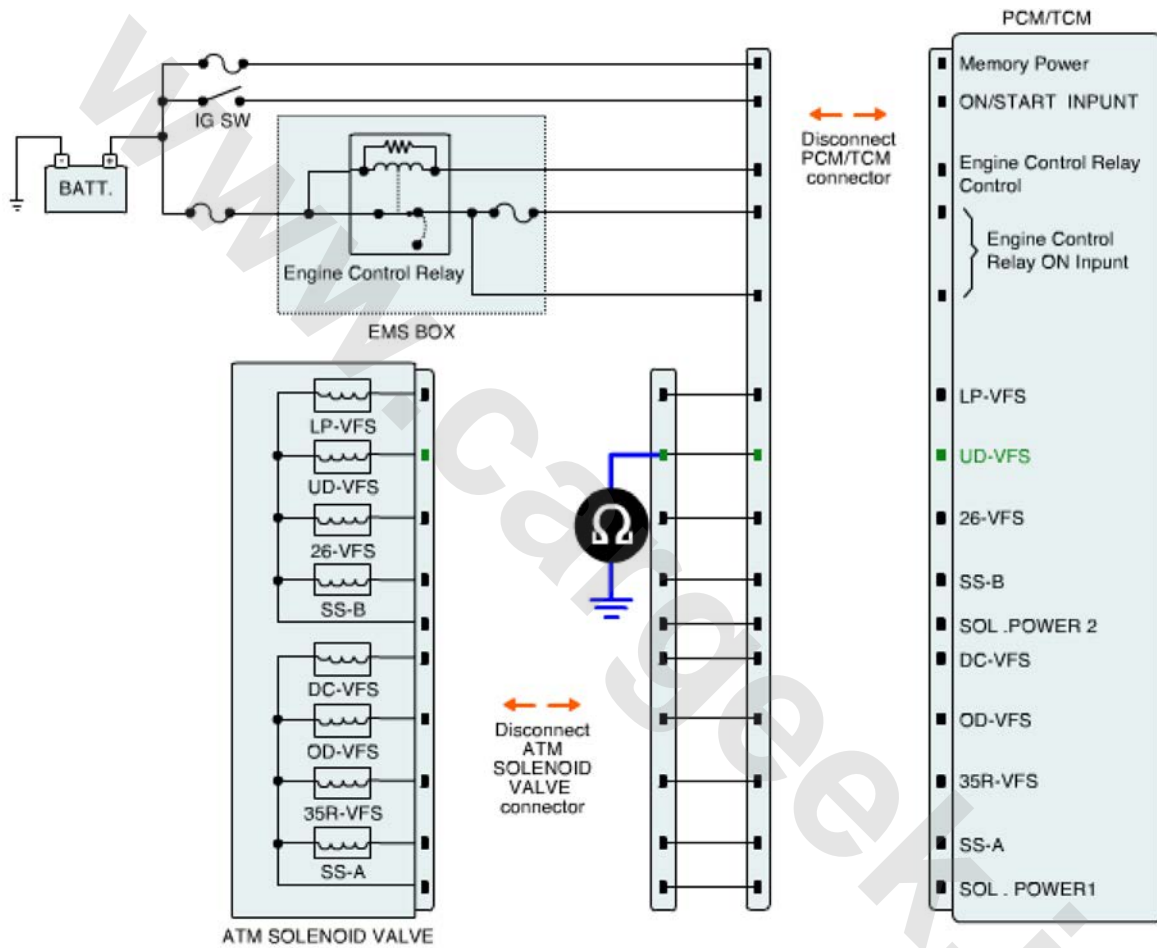 PCM/TCM
Memory Power
ON/START INPUNT
IG SW
Disconnect
PCM/TCM
connector
Engine Control Relay
Control
- +
BATT.
Engine Control
Relay ON Inpunt
Engine Control Relay
EMS BOX
LP-VFS
UD-VFS
26-VFS
SS-B
DC-VFS
OD-VFS
35R-VFS
SS-A
ATM SOLENOID VALVE
Disconnect
ATM
SOLENOID
VALVE
connector
Ω
LP-VFS
UD-VFS
26-VFS
SS-B
SOL .POWER 2
DC-VFS
OD-VFS
35R-VFS
SS-A
SOL . POWER1
www.cargeek.